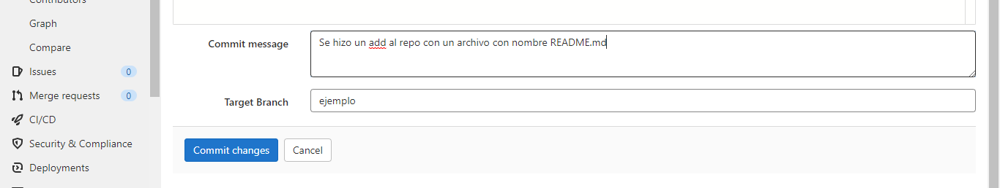 Contributors
Graph
Compare
Issues 0
Merge requests 0
CI/CD
Security & Compliance
Deployments
Commit message
Se hizo un add al repo con un archivo con nombre README.md
Target Branch
ejemplo
Commit changes
Cancel